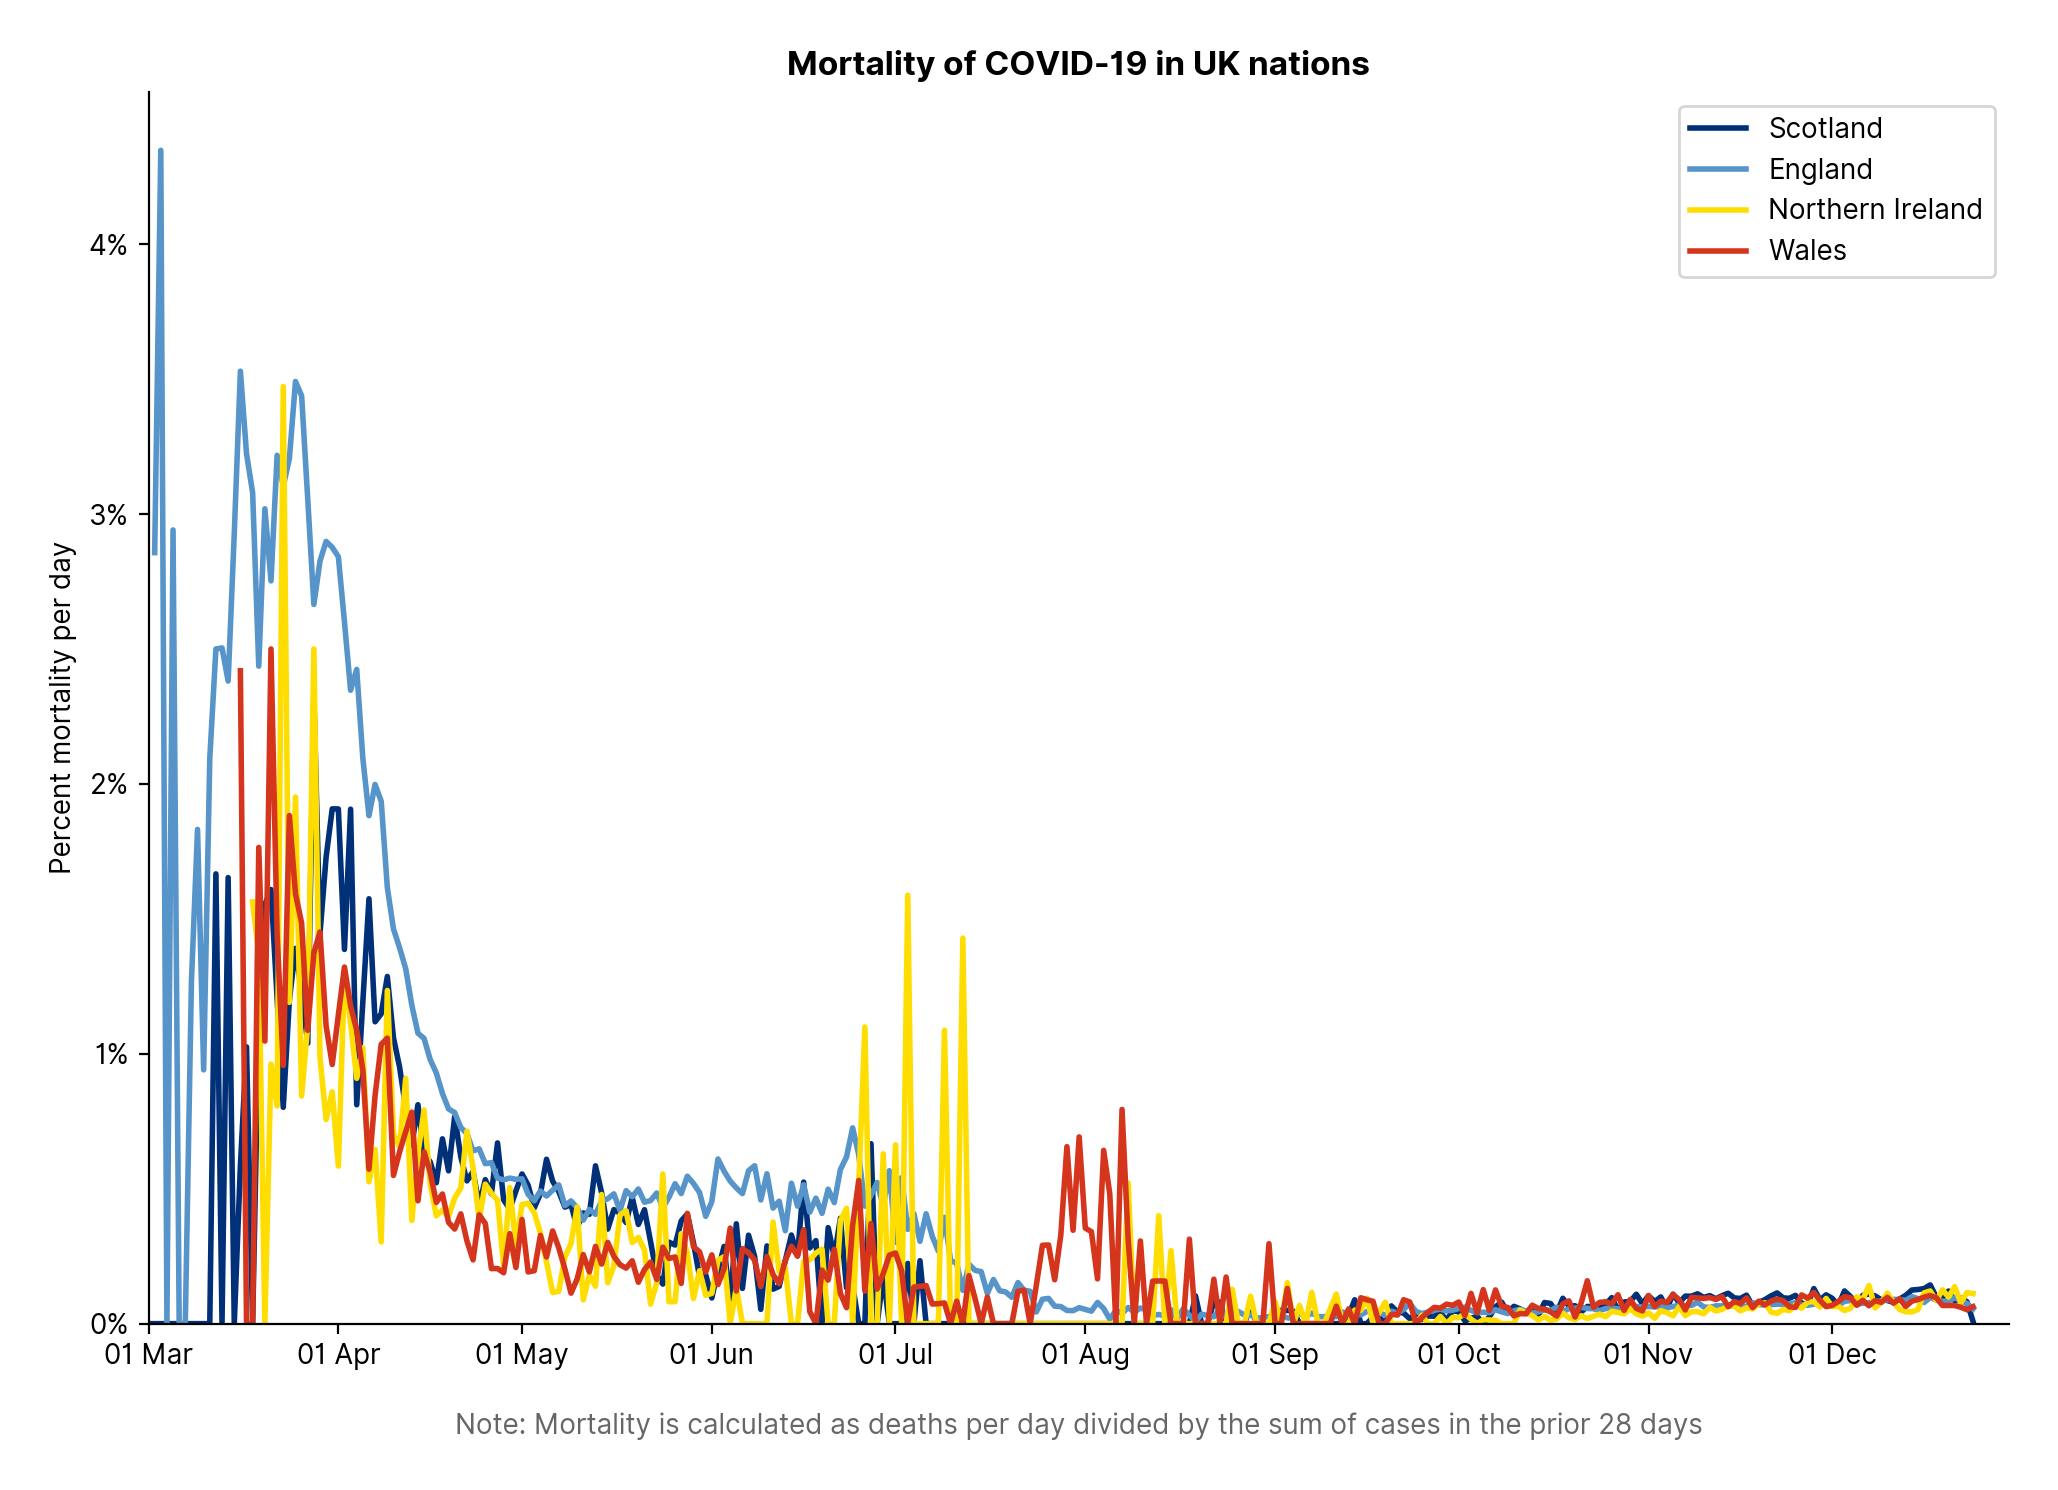 Mortality of COVID-19 in UK nations
Scotland
England
Northern Ireland
Wales
Percent mortality per day
4%
3%
2%
1%
0%
01 Mar
01 Apr
01 May
01 Jun
01 Jul
01 Aug
01 Sep
01 Oct
01 Nov
01 Dec
Note: Mortality is calculated as deaths per day divided by the sum of cases in the prior 28 days